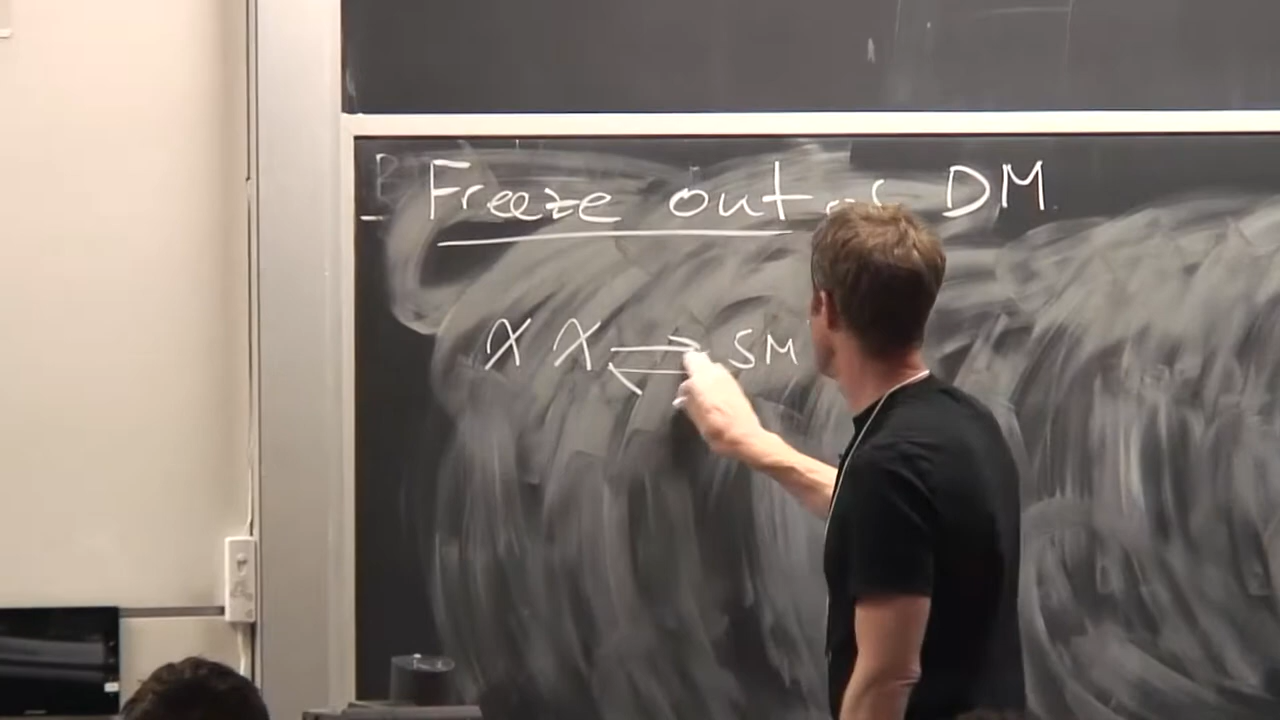 Freeze out DM
χ χ ⇌ SM